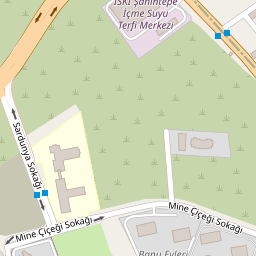 İSKİ Şahintepe
İçme Suyu
Terfi Merkezi
Sardunya Sokağı
Mine Çiçeği Sokağı
Mine Çiçeği Sokağı
Banu Evleri